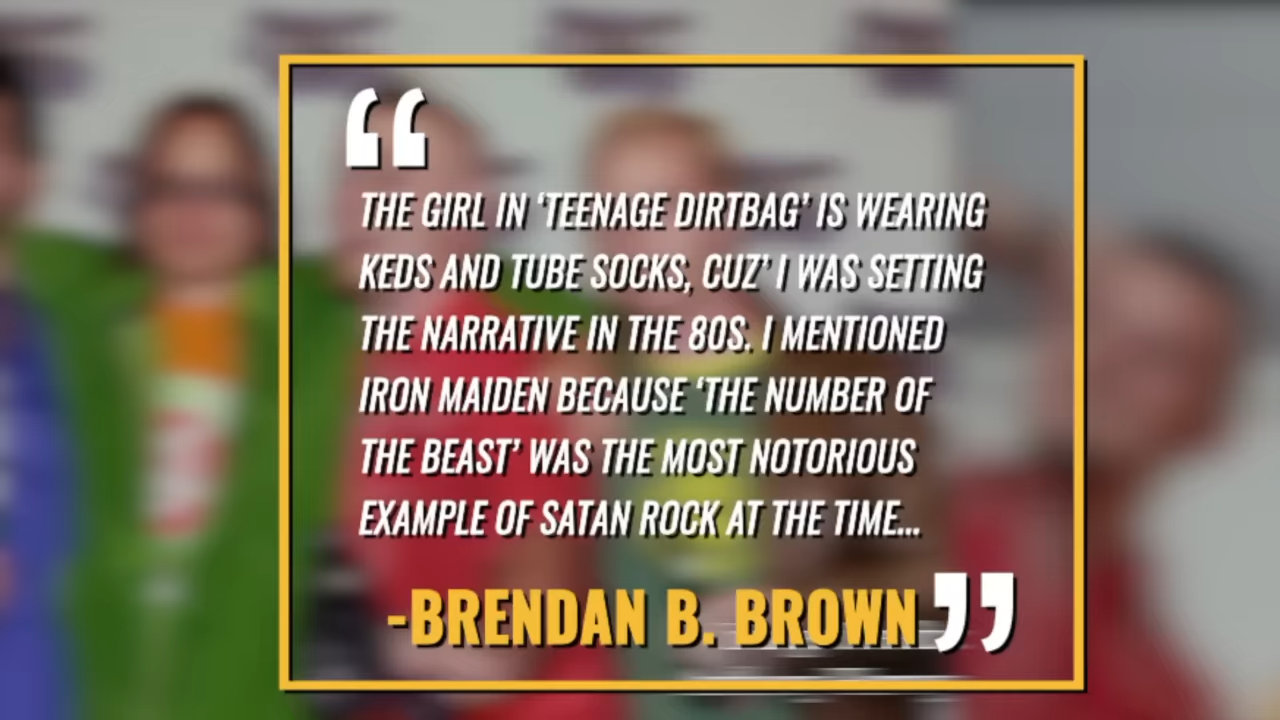 “
THE GIRL IN ‘TEENAGE DIRTBAG’ IS WEARING
KEDS AND TUBE SOCKS, CUZ’ I WAS SETTING
THE NARRATIVE IN THE 80S. I MENTIONED
IRON MAIDEN BECAUSE ‘THE NUMBER OF
THE BEAST’ WAS THE MOST NOTORIOUS
EXAMPLE OF SATAN ROCK AT THE TIME...
-BRENDAN B. BROWN ”